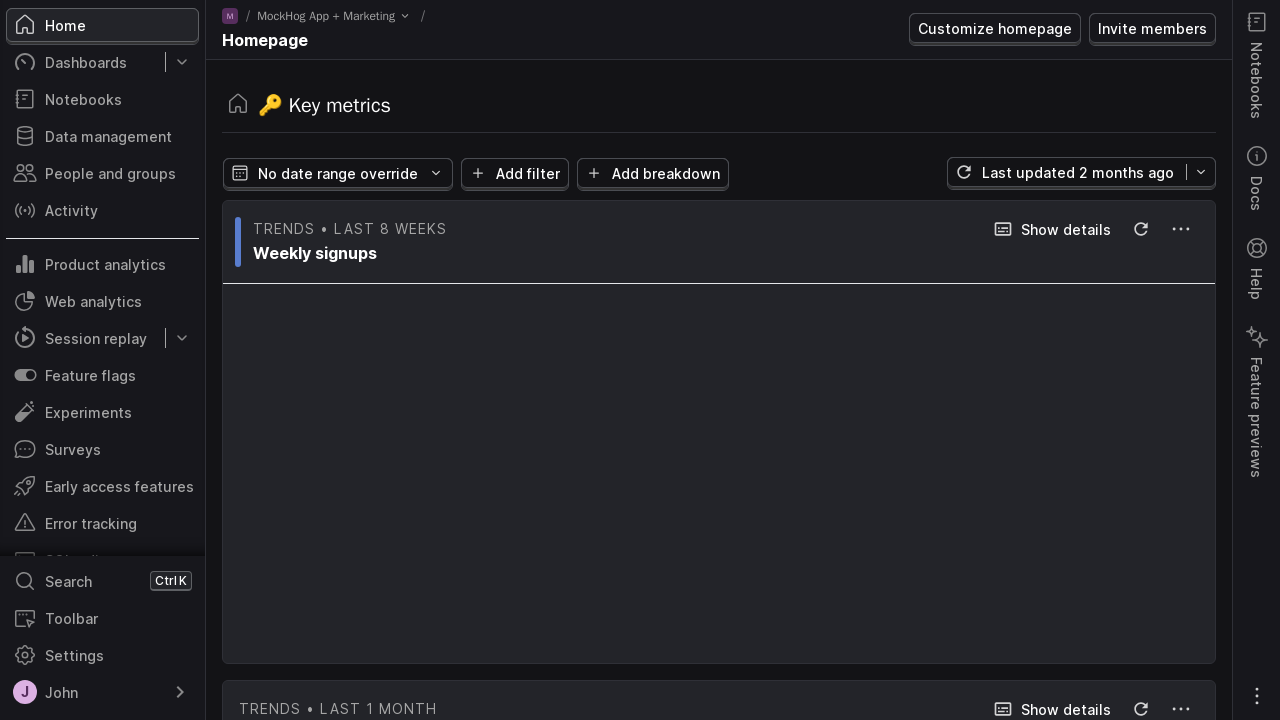 Home
Dashboards
Notebooks
Data management
People and groups
Activity
Product analytics
Web analytics
Session replay
Feature flags
Experiments
Surveys
Early access features
Error tracking
Search
Ctrl K
Toolbar
Settings
J
John
M / MockHog App + Marketing /
Homepage
Customize homepage
Invite members
🔑 Key metrics
No date range override
Add filter
Add breakdown
Last updated 2 months ago
TRENDS • LAST 8 WEEKS
Weekly signups
Show details
TRENDS • LAST 1 MONTH
Show details
Notebooks
Docs
Help
Feature previews